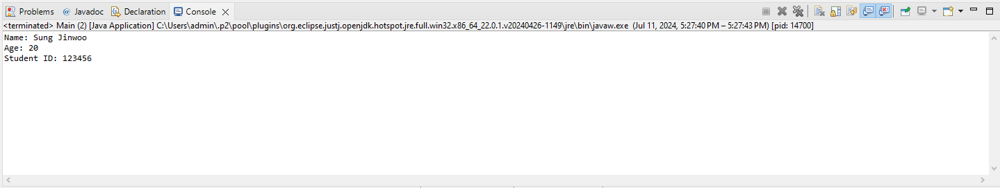 Problems @ Javadoc Declaration Console
<terminated> Main (2) [Java Application] C:\Users\admin\.p2\pool\plugins\org.eclipse.justj.openjdk.hotspot.jre.full.win32.x86_64_22.0.1.v20240426-1149\jre\bin\javaw.exe (Jul 11, 2024, 5:27:40 PM – 5:27:43 PM) [pid: 14700]
Name: Sung Jinwoo
Age: 20
Student ID: 123456